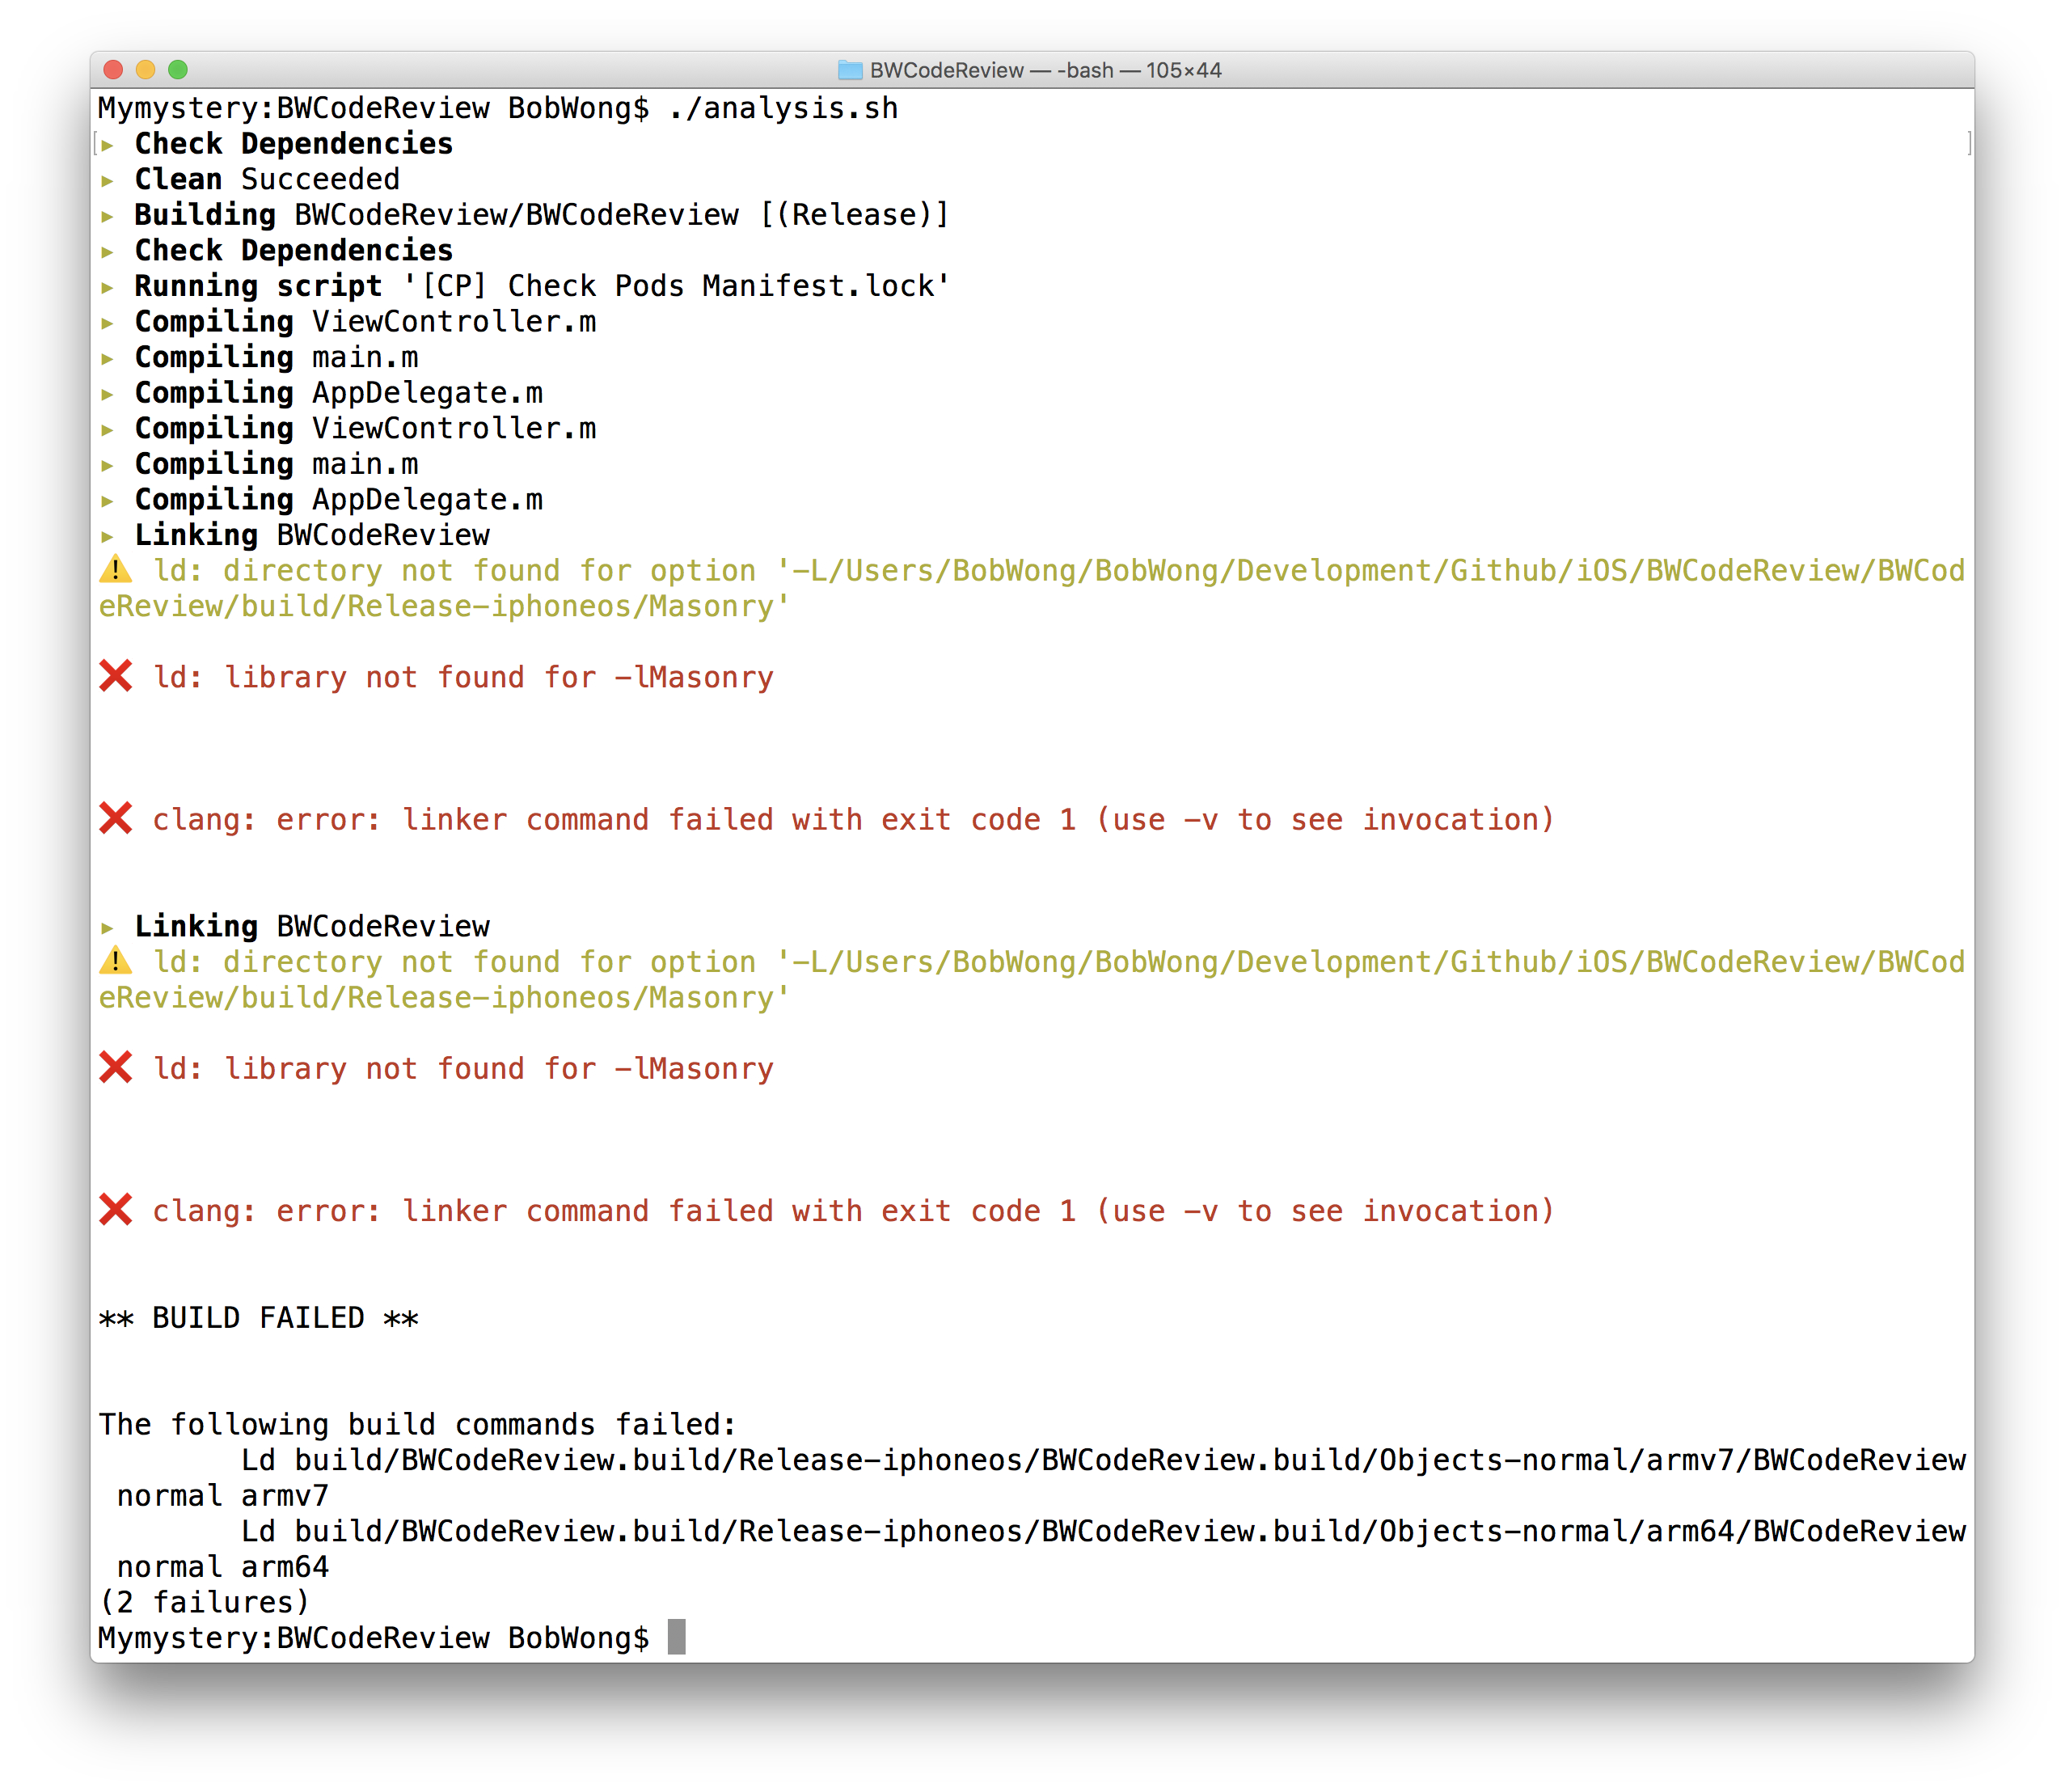 BWCodeReview — -bash — 105×44
Mymystery:BWCodeReview BobWong$ ./analysis.sh
[▸ Check Dependencies ]
▸ Clean Succeeded
▸ Building BWCodeReview/BWCodeReview [(Release)]
▸ Check Dependencies
▸ Running script '[CP] Check Pods Manifest.lock'
▸ Compiling ViewController.m
▸ Compiling main.m
▸ Compiling AppDelegate.m
▸ Compiling ViewController.m
▸ Compiling main.m
▸ Compiling AppDelegate.m
▸ Linking BWCodeReview
⚠️ ld: directory not found for option '-L/Users/BobWong/BobWong/Development/Github/iOS/BWCodeReview/BWCod
eReview/build/Release-iphoneos/Masonry'
❌ ld: library not found for -lMasonry
❌ clang: error: linker command failed with exit code 1 (use -v to see invocation)
▸ Linking BWCodeReview
⚠️ ld: directory not found for option '-L/Users/BobWong/BobWong/Development/Github/iOS/BWCodeReview/BWCod
eReview/build/Release-iphoneos/Masonry'
❌ ld: library not found for -lMasonry
❌ clang: error: linker command failed with exit code 1 (use -v to see invocation)
** BUILD FAILED **
The following build commands failed:
Ld build/BWCodeReview.build/Release-iphoneos/BWCodeReview.build/Objects-normal/armv7/BWCodeReview
normal armv7
Ld build/BWCodeReview.build/Release-iphoneos/BWCodeReview.build/Objects-normal/arm64/BWCodeReview
normal arm64
(2 failures)
Mymystery:BWCodeReview BobWong$